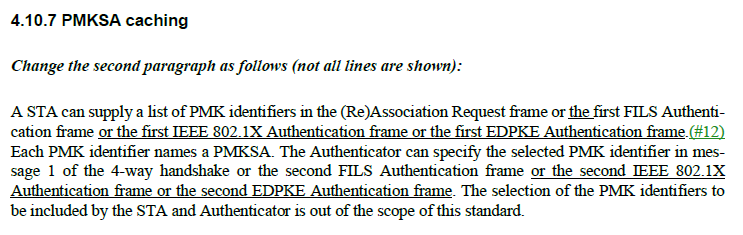 4.10.7 PMKSA caching
Change the second paragraph as follows (not all lines are shown):
A STA can supply a list of PMK identifiers in the (Re)Association Request frame or the first FILS Authenti-
cation frame or the first IEEE 802.1X Authentication frame or the first EDPKE Authentication frame.(#12)
Each PMK identifier names a PMKSA. The Authenticator can specify the selected PMK identifier in mes-
sage 1 of the 4-way handshake or the second FILS Authentication frame or the second IEEE 802.1X
Authentication frame or the second EDPKE Authentication frame. The selection of the PMK identifiers to
be included by the STA and Authenticator is out of the scope of this standard.